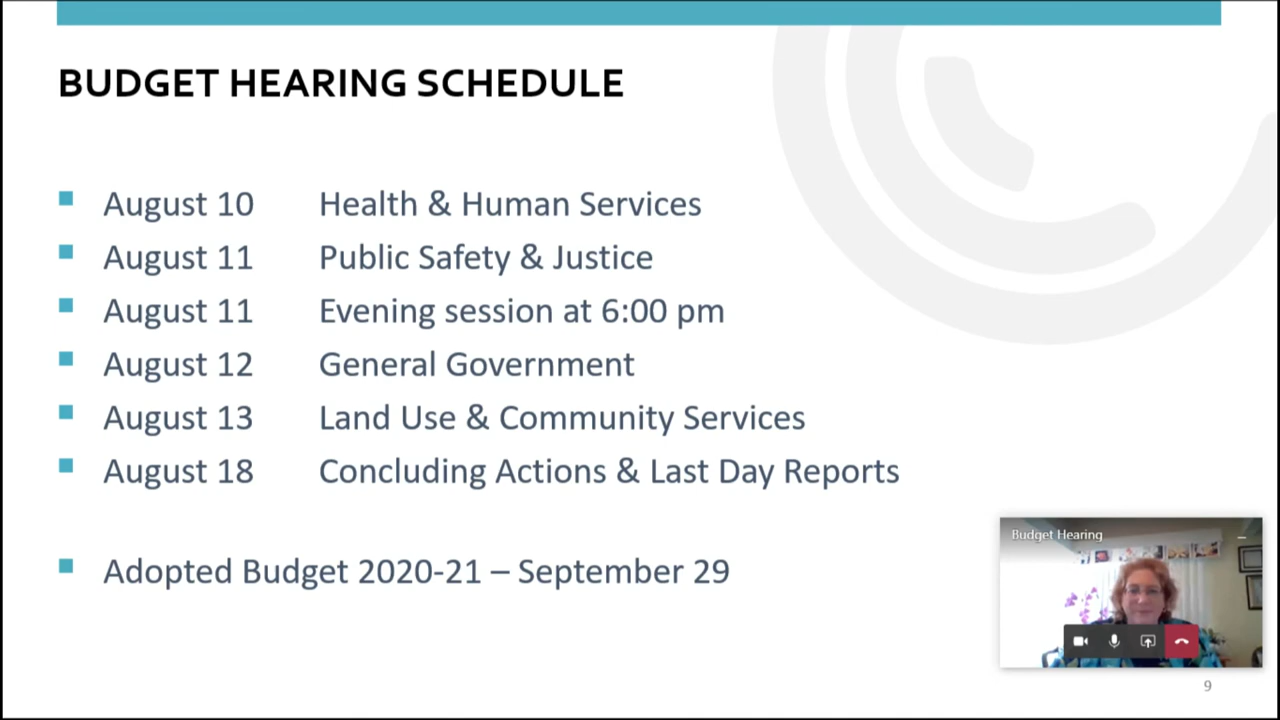 BUDGET HEARING SCHEDULE
August 10 Health & Human Services
August 11 Public Safety & Justice
August 11 Evening session at 6:00 pm
August 12 General Government
August 13 Land Use & Community Services
August 18 Concluding Actions & Last Day Reports
Adopted Budget 2020-21 – September 29
Budget Hearing
9